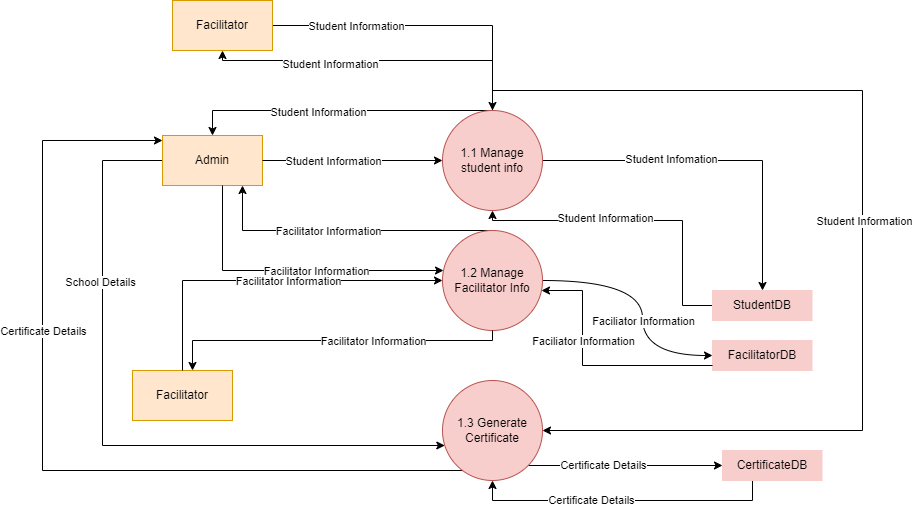 Facilitator
Student Information
Student Information
Student Information
1.1 Manage
student info
Admin
Student Information
Student Infomation
Student Information
Student Information
Facilitator Information
Facilitator Information
Facilitator Information
1.2 Manage
Facilitator Info
School Details
StudentDB
Faciliator Information
Certificate Details
Facilitator Information
Faciliator Information
FacilitatorDB
Facilitator
1.3 Generate
Certificate
Certificate Details
CertificateDB
Certificate Details